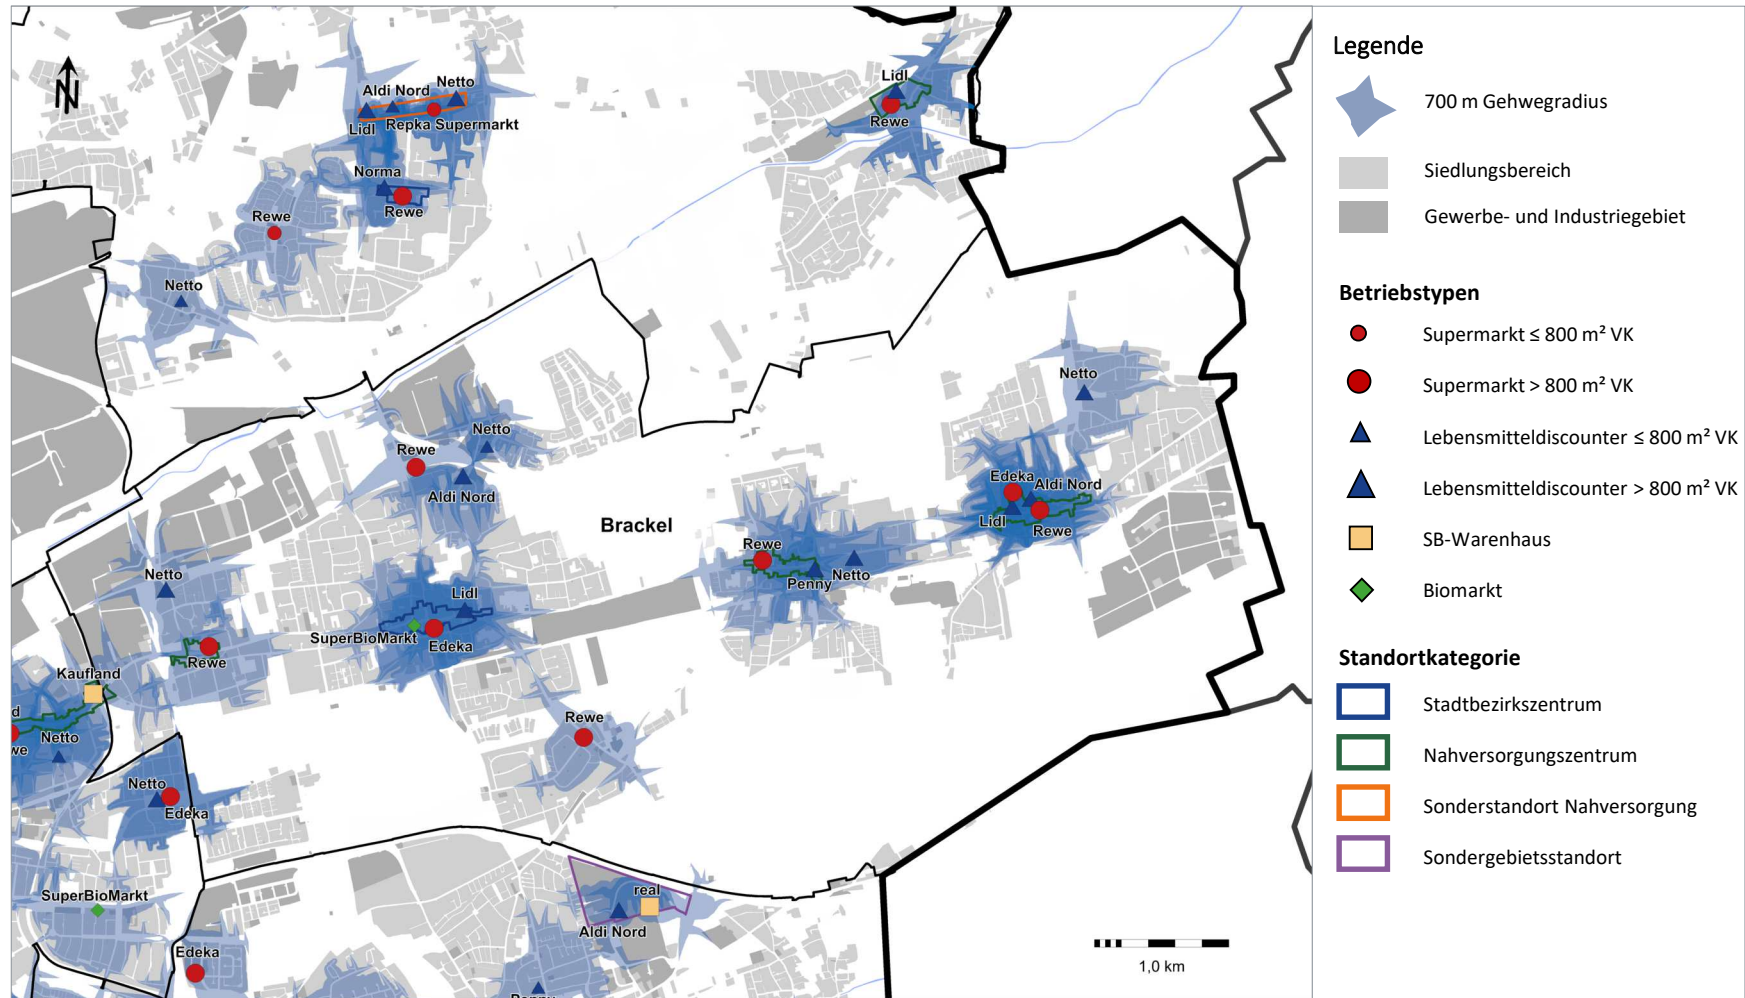 N
Lidl
Rewe
Netto
Aldi Nord
Lidl
Repka Supermarkt
Norma
Rewe
Rewe
Netto
Netto
Edeka
Aldi Nord
Lidl
Rewe
Netto
Rewe
Aldi Nord
Brackel
Rewe
Penny
Netto
Netto
Lidl
SuperBioMarkt
Edeka
Rewe
Kaufland
d
we
Netto
Rewe
Netto
Edeka
SuperBioMarkt
real
Aldi Nord
Edeka
Penny
1,0 km
Legende
700 m Gehwegradius
Siedlungsbereich
Gewerbe- und Industriegebiet
Betriebstypen
Supermarkt ≤ 800 m² VK
Supermarkt > 800 m² VK
Lebensmitteldiscounter ≤ 800 m² VK
Lebensmitteldiscounter > 800 m² VK
SB-Warenhaus
Biomarkt
Standortkategorie
Stadtbezirkszentrum
Nahversorgungszentrum
Sonderstandort Nahversorgung
Sondergebietsstandort